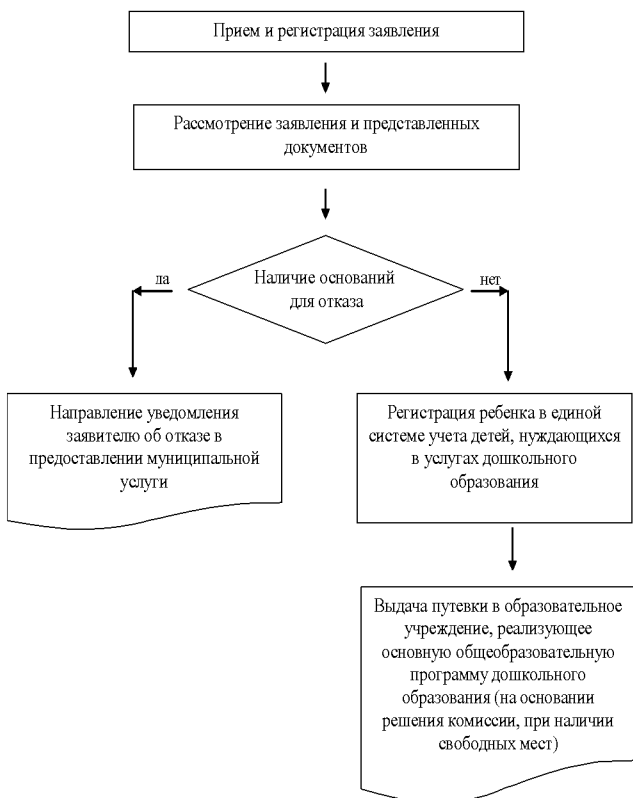 Прием и регистрация заявления
Рассмотрение заявления и представленных
документов
Наличие оснований
для отказа
да
нет
Направление уведомления
заявителю об отказе в
предоставлении муниципальной
услуги
Регистрация ребенка в единой
системе учета детей, нуждающихся
в услугах дошкольного
образования
Выдача путевки в образовательное
учреждение, реализующее
основную общеобразовательную
программу дошкольного
образования (на основании
решения комиссии, при наличии
свободных мест)